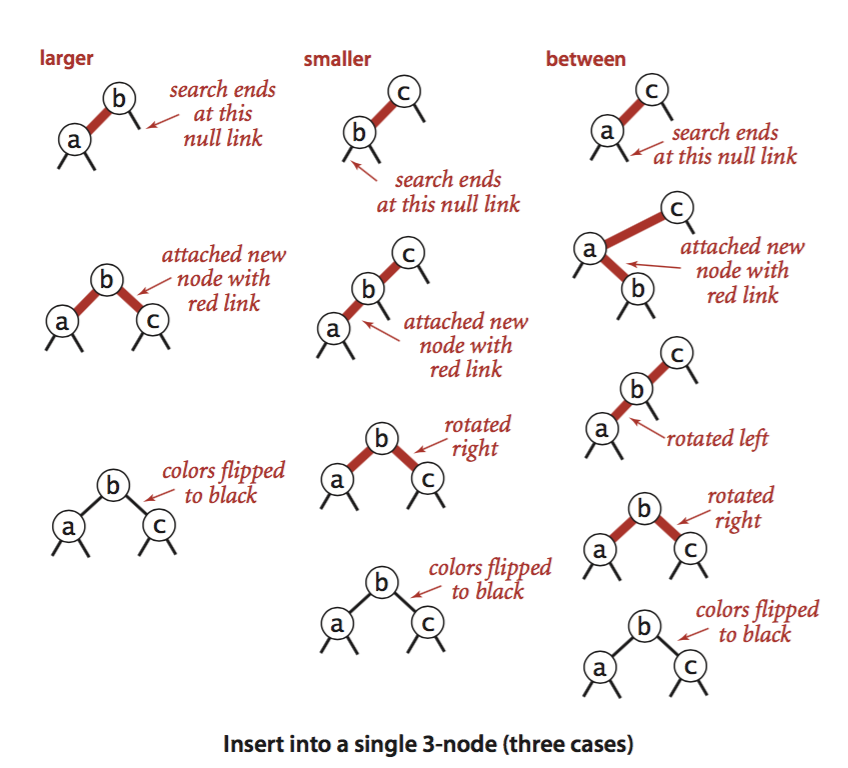 larger
b
search ends
at this
null link
a
attached new
node with
red link
b
a
c
colors flipped
to black
b
a
c
smaller
c
b
search ends
at this null link
c
b
a
attached new
node with
red link
rotated
right
b
a
c
colors flipped
to black
b
a
c
between
c
a
search ends
at this null link
c
a
attached new
node with
red link
b
c
b
a
rotated left
rotated
right
b
a
c
colors flipped
to black
b
a
c
Insert into a single 3-node (three cases)